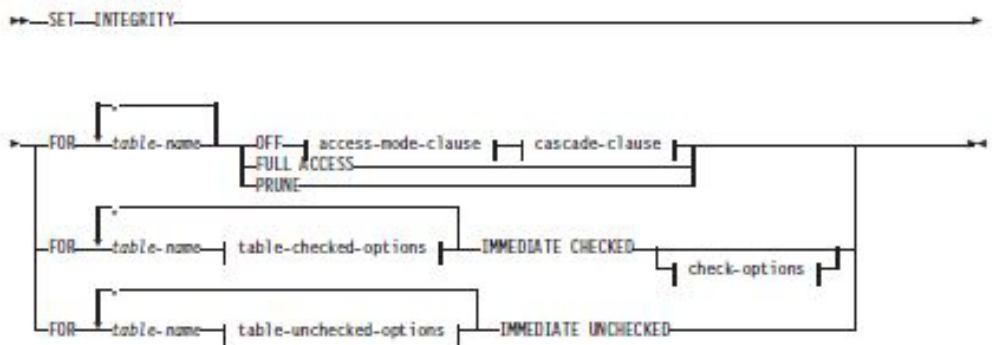 SET INTEGRITY
,
FOR table-name OFF access-mode-clause cascade-clause
FULL ACCESS
PRUNE
,
FOR table-name table-checked-options IMMEDIATE CHECKED
check-options
,
FOR table-name table-unchecked-options IMMEDIATE UNCHECKED